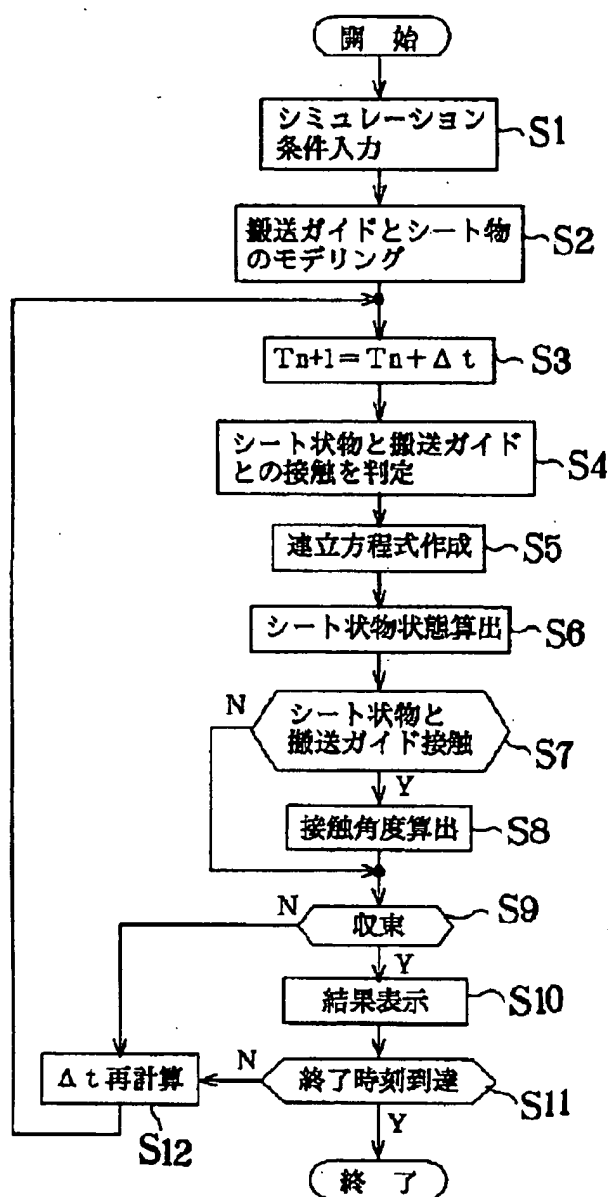 開 始
シミュレーション
条件入力
S1
搬送ガイドとシート物
のモデリング
S2
Tn+1=Tn+Δt
S3
シート状物と搬送ガイド
との接触を判定
S4
連立方程式作成
S5
シート状物状態算出
S6
N
シート状物と
搬送ガイド接触
S7
Y
接触角度算出
S8
N
収束
S9
Y
結果表示
S10
Δt再計算
S12
N
終了時刻到達
S11
Y
終 了